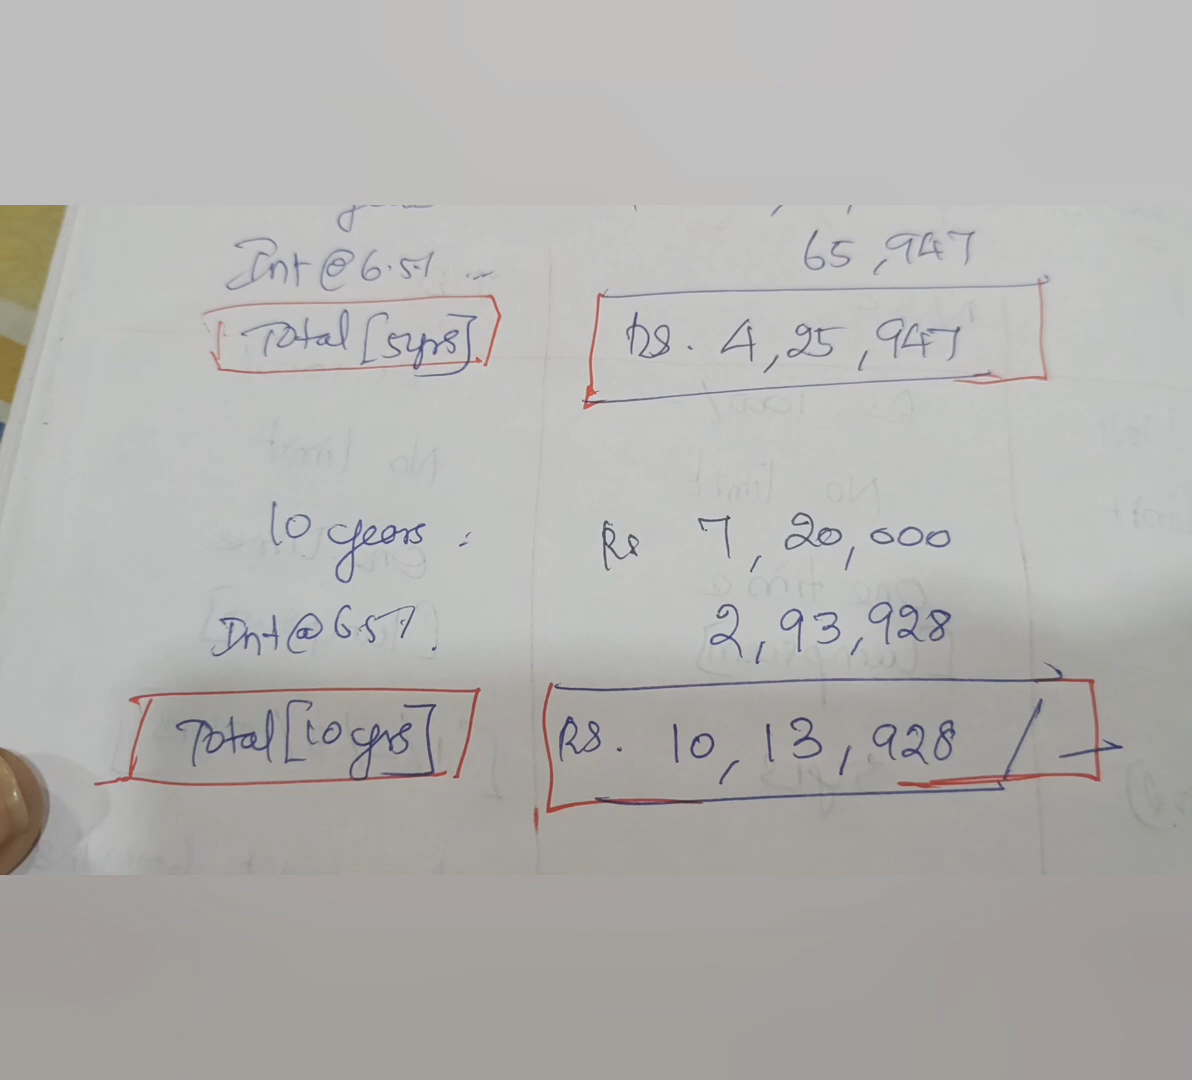 Int @ 6.5% ... 65,947
Total [5yrs] Rs. 4,25,947
10 years : Rs 7,20,000
Int @ 6.5% . 2,93,928
Total [10 yrs] Rs. 10,13,928/-